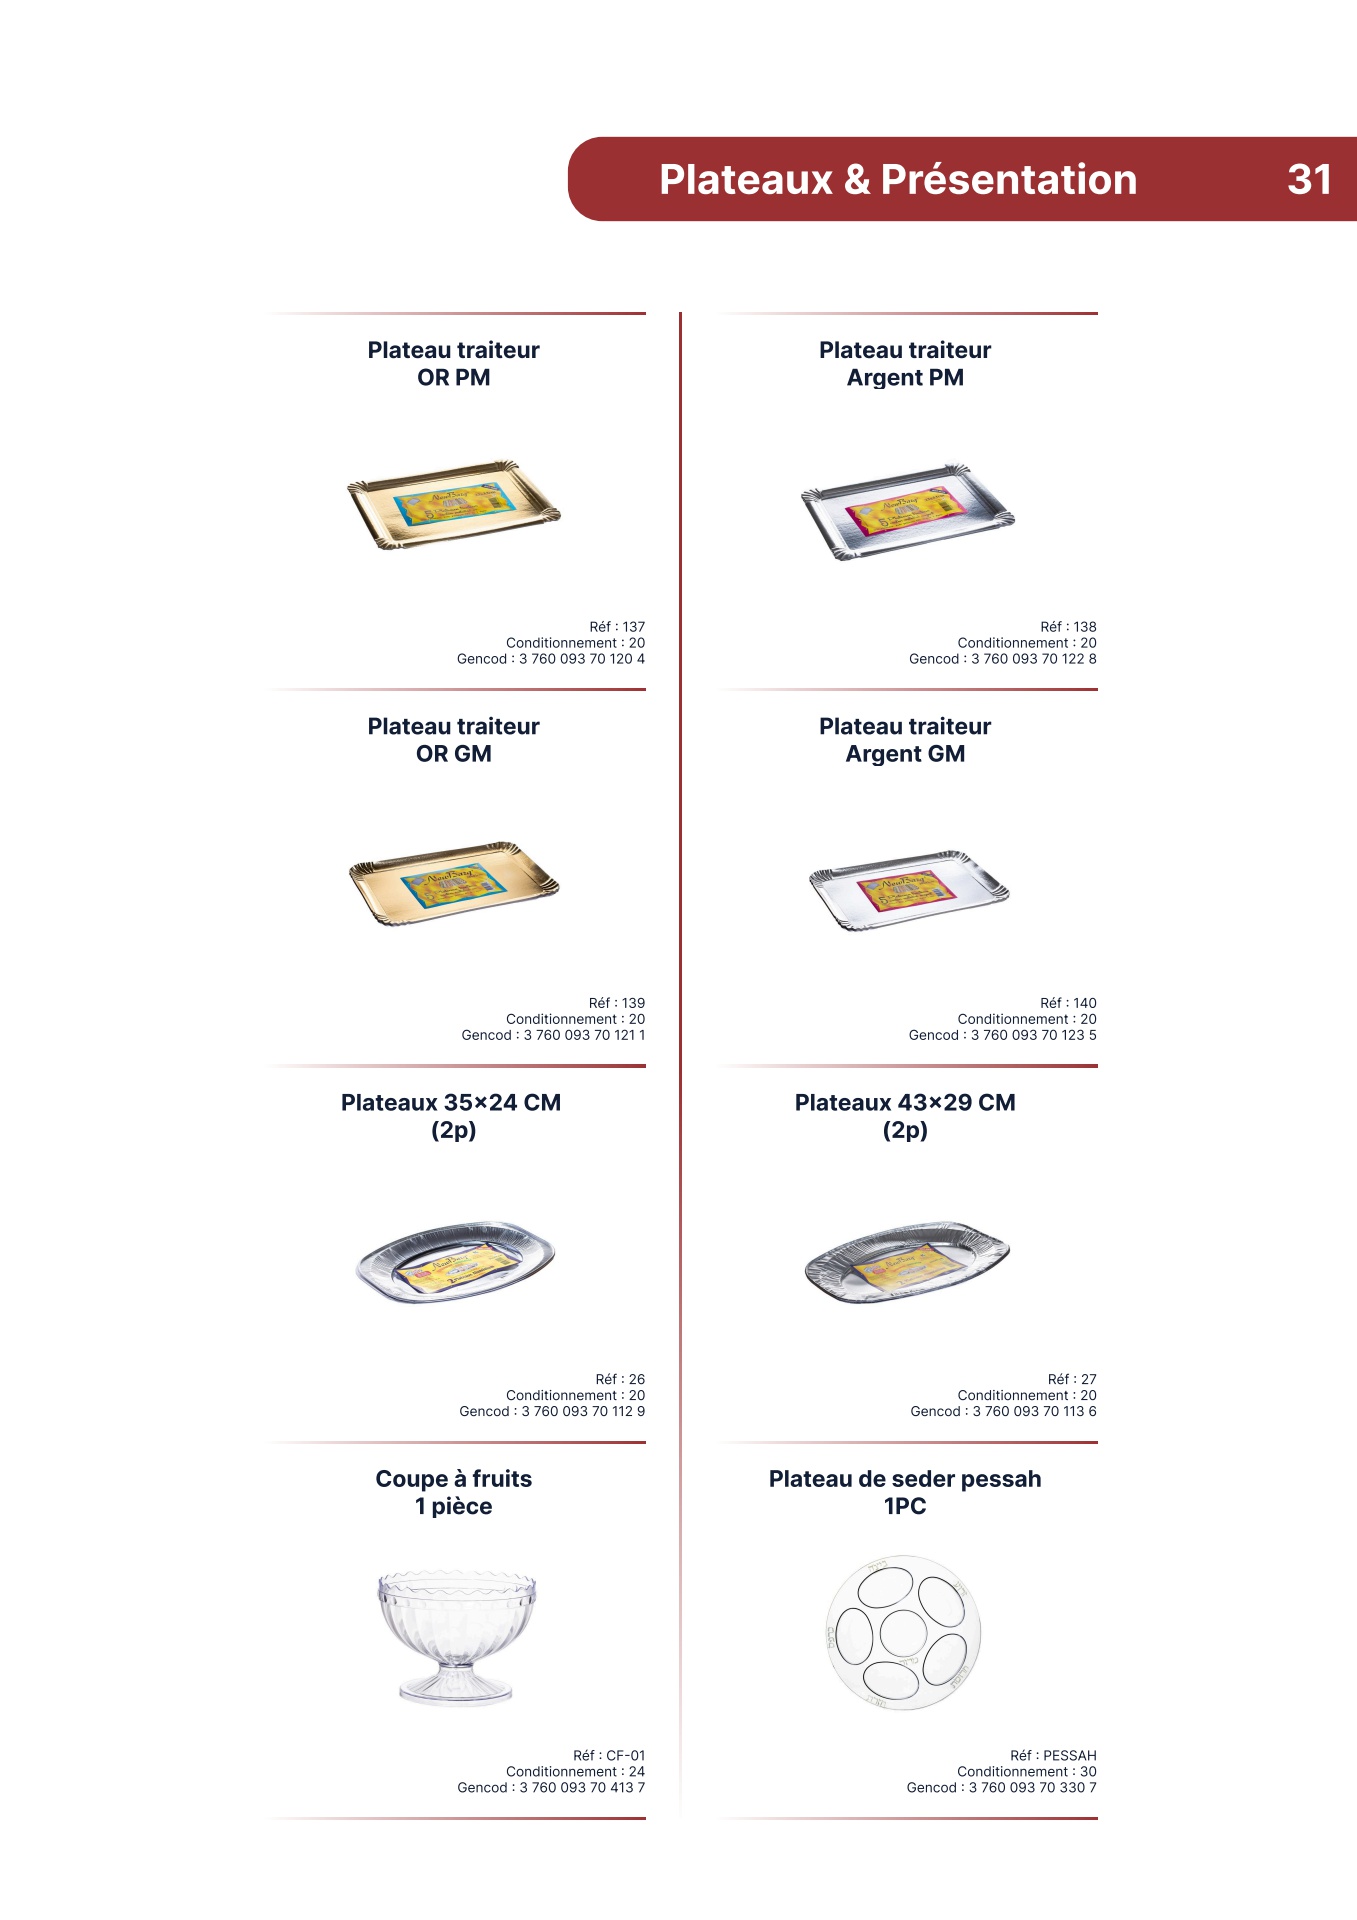 Plateaux & Présentation
31
Plateau traiteur
OR PM
Réf : 137
Conditionnement : 20
Gencod : 3 760 093 70 120 4
Plateau traiteur
Argent PM
Réf : 138
Conditionnement : 20
Gencod : 3 760 093 70 122 8
Plateau traiteur
OR GM
NewBarg
Réf : 139
Conditionnement : 20
Gencod : 3 760 093 70 121 1
Plateau traiteur
Argent GM
Réf : 140
Conditionnement : 20
Gencod : 3 760 093 70 123 5
Plateaux 35×24 CM
(2p)
Réf : 26
Conditionnement : 20
Gencod : 3 760 093 70 112 9
Plateaux 43×29 CM
(2p)
Réf : 27
Conditionnement : 20
Gencod : 3 760 093 70 113 6
Coupe à fruits
1 pièce
Réf : CF-01
Conditionnement : 24
Gencod : 3 760 093 70 413 7
Plateau de seder pessah
1PC
Réf : PESSAH
Conditionnement : 30
Gencod : 3 760 093 70 330 7